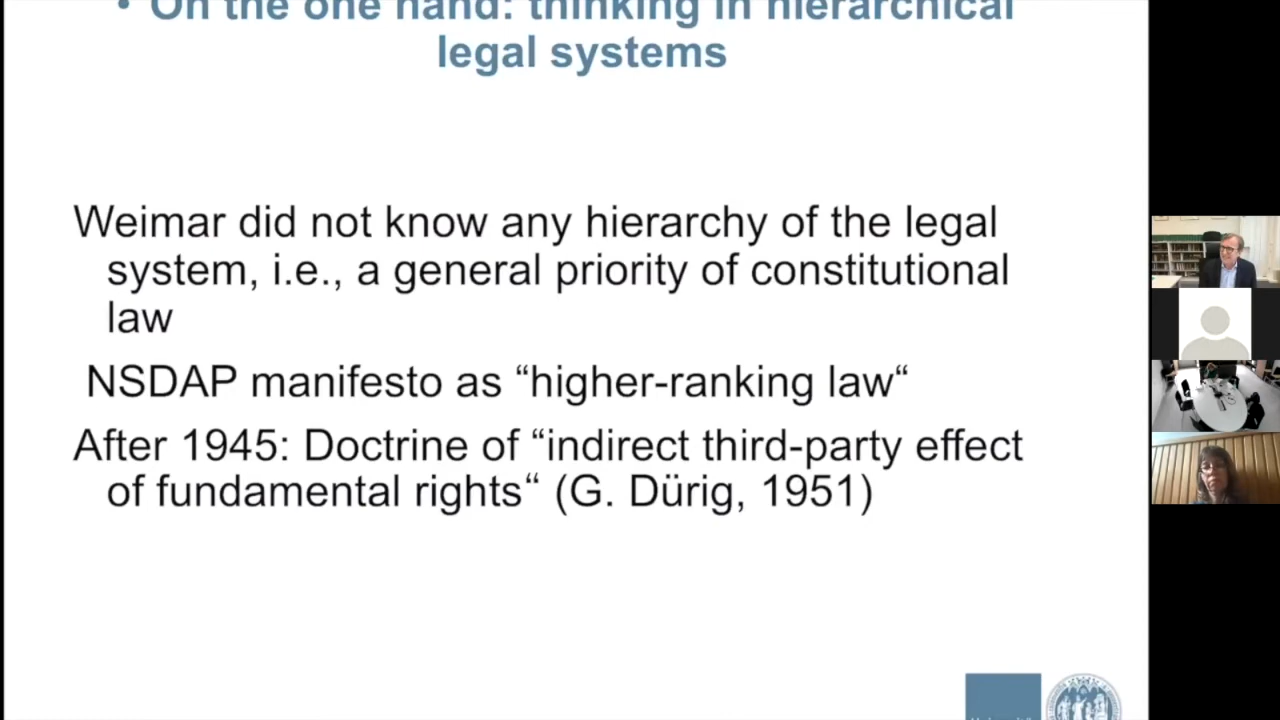 • On the one hand: thinking in hierarchical
legal systems
Weimar did not know any hierarchy of the legal
system, i.e., a general priority of constitutional
law
NSDAP manifesto as “higher-ranking law“
After 1945: Doctrine of “indirect third-party effect
of fundamental rights“ (G. Dürig, 1951)